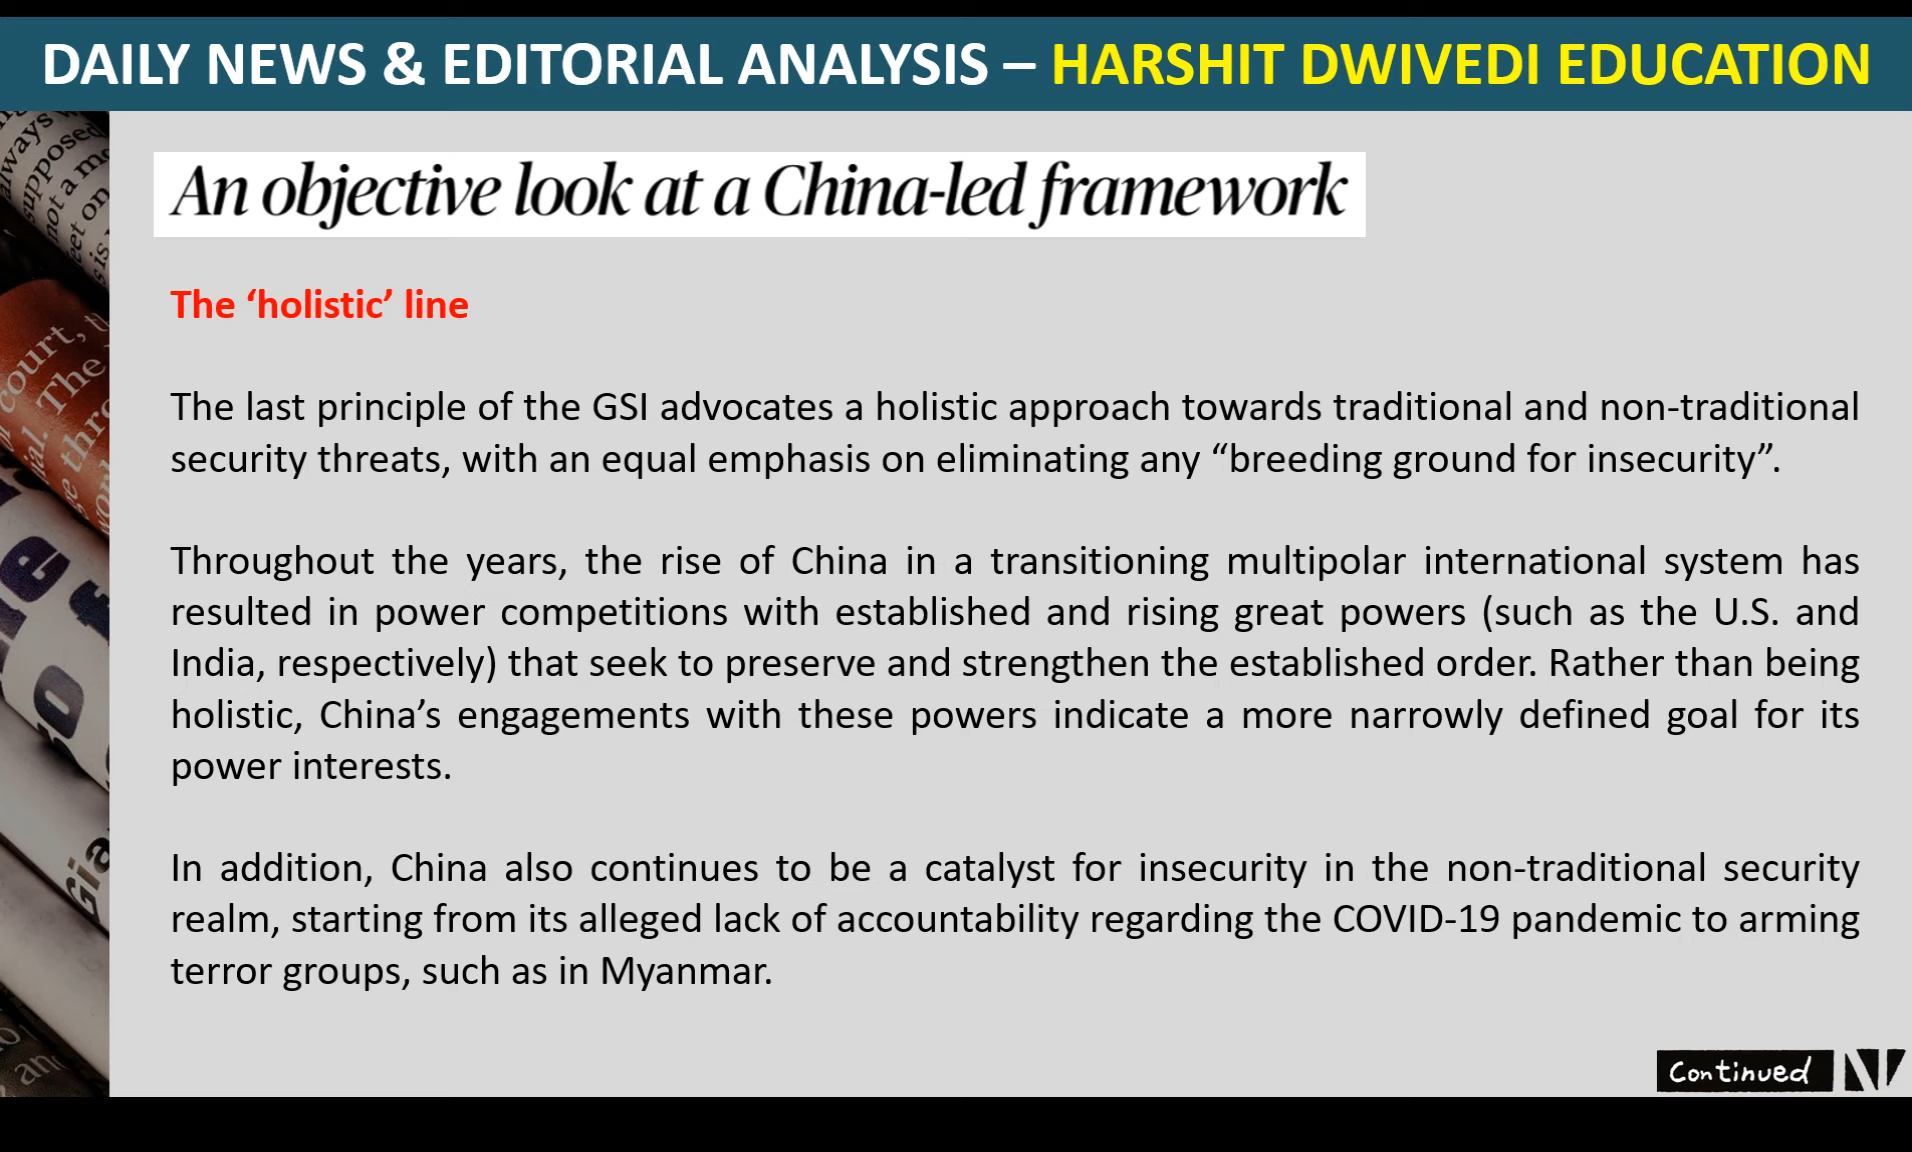 DAILY NEWS & EDITORIAL ANALYSIS – HARSHIT DWIVEDI EDUCATION
An objective look at a China-led framework
The ‘holistic’ line
The last principle of the GSI advocates a holistic approach towards traditional and non-traditional
security threats, with an equal emphasis on eliminating any “breeding ground for insecurity”.
Throughout the years, the rise of China in a transitioning multipolar international system has
resulted in power competitions with established and rising great powers (such as the U.S. and
India, respectively) that seek to preserve and strengthen the established order. Rather than being
holistic, China’s engagements with these powers indicate a more narrowly defined goal for its
power interests.
In addition, China also continues to be a catalyst for insecurity in the non-traditional security
realm, starting from its alleged lack of accountability regarding the COVID-19 pandemic to arming
terror groups, such as in Myanmar.
Continued
always
supposed
not a
court,
The